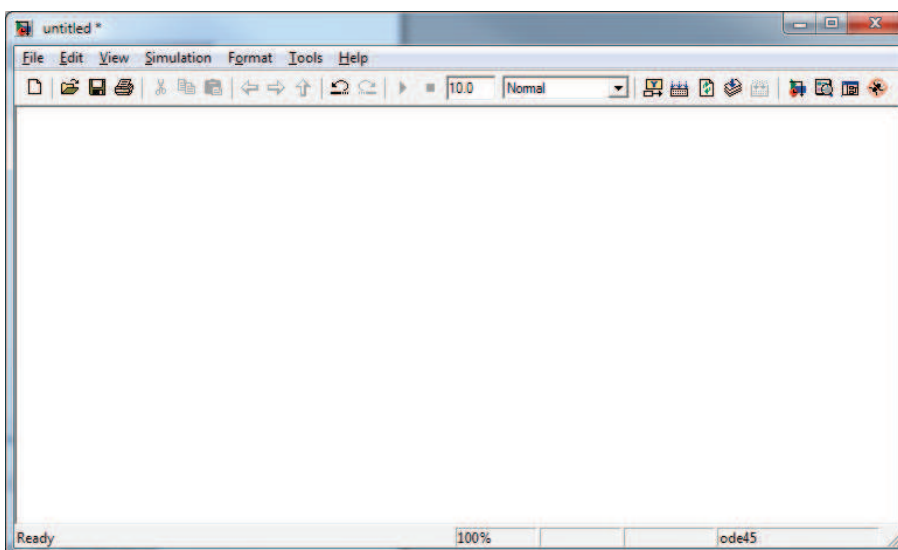 untitled *
File Edit View Simulation Format Tools Help
10.0 Normal
Ready 100% ode45